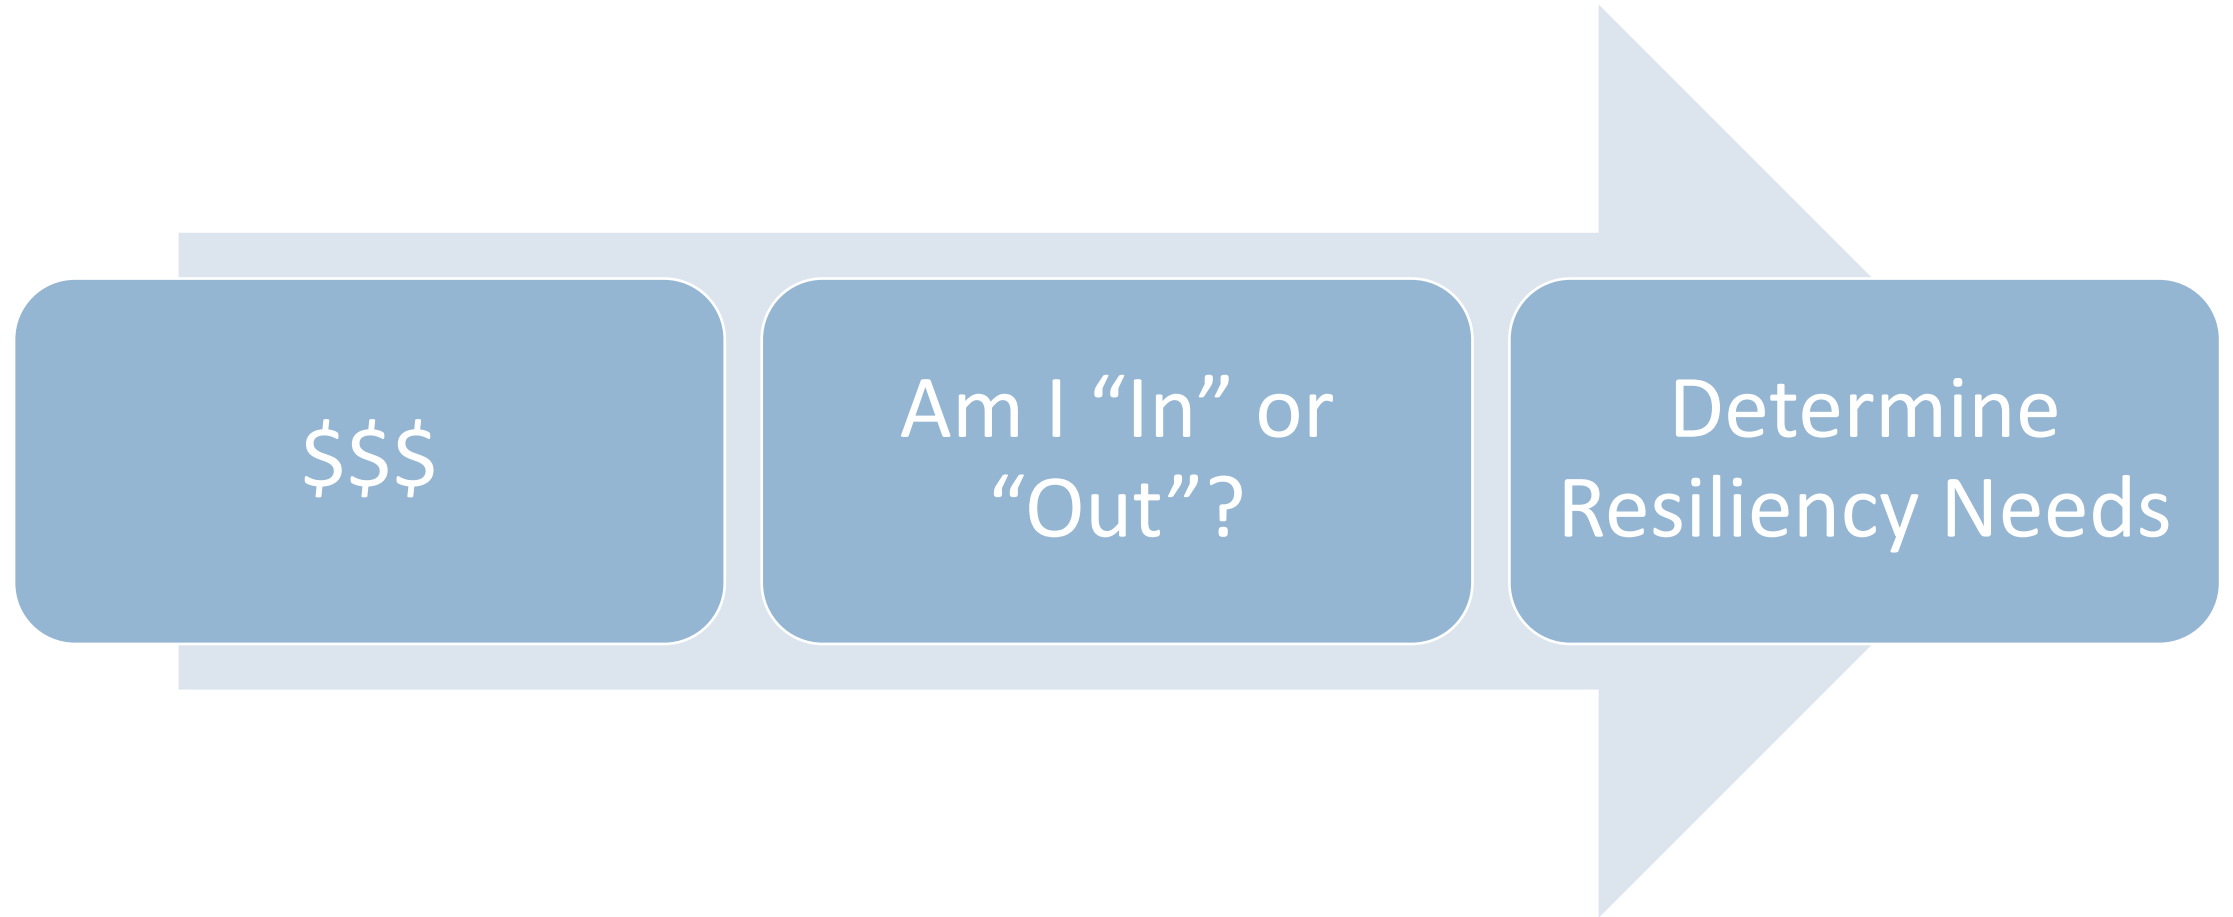 $$$
Am I “In” or
“Out”?
Determine
Resiliency Needs